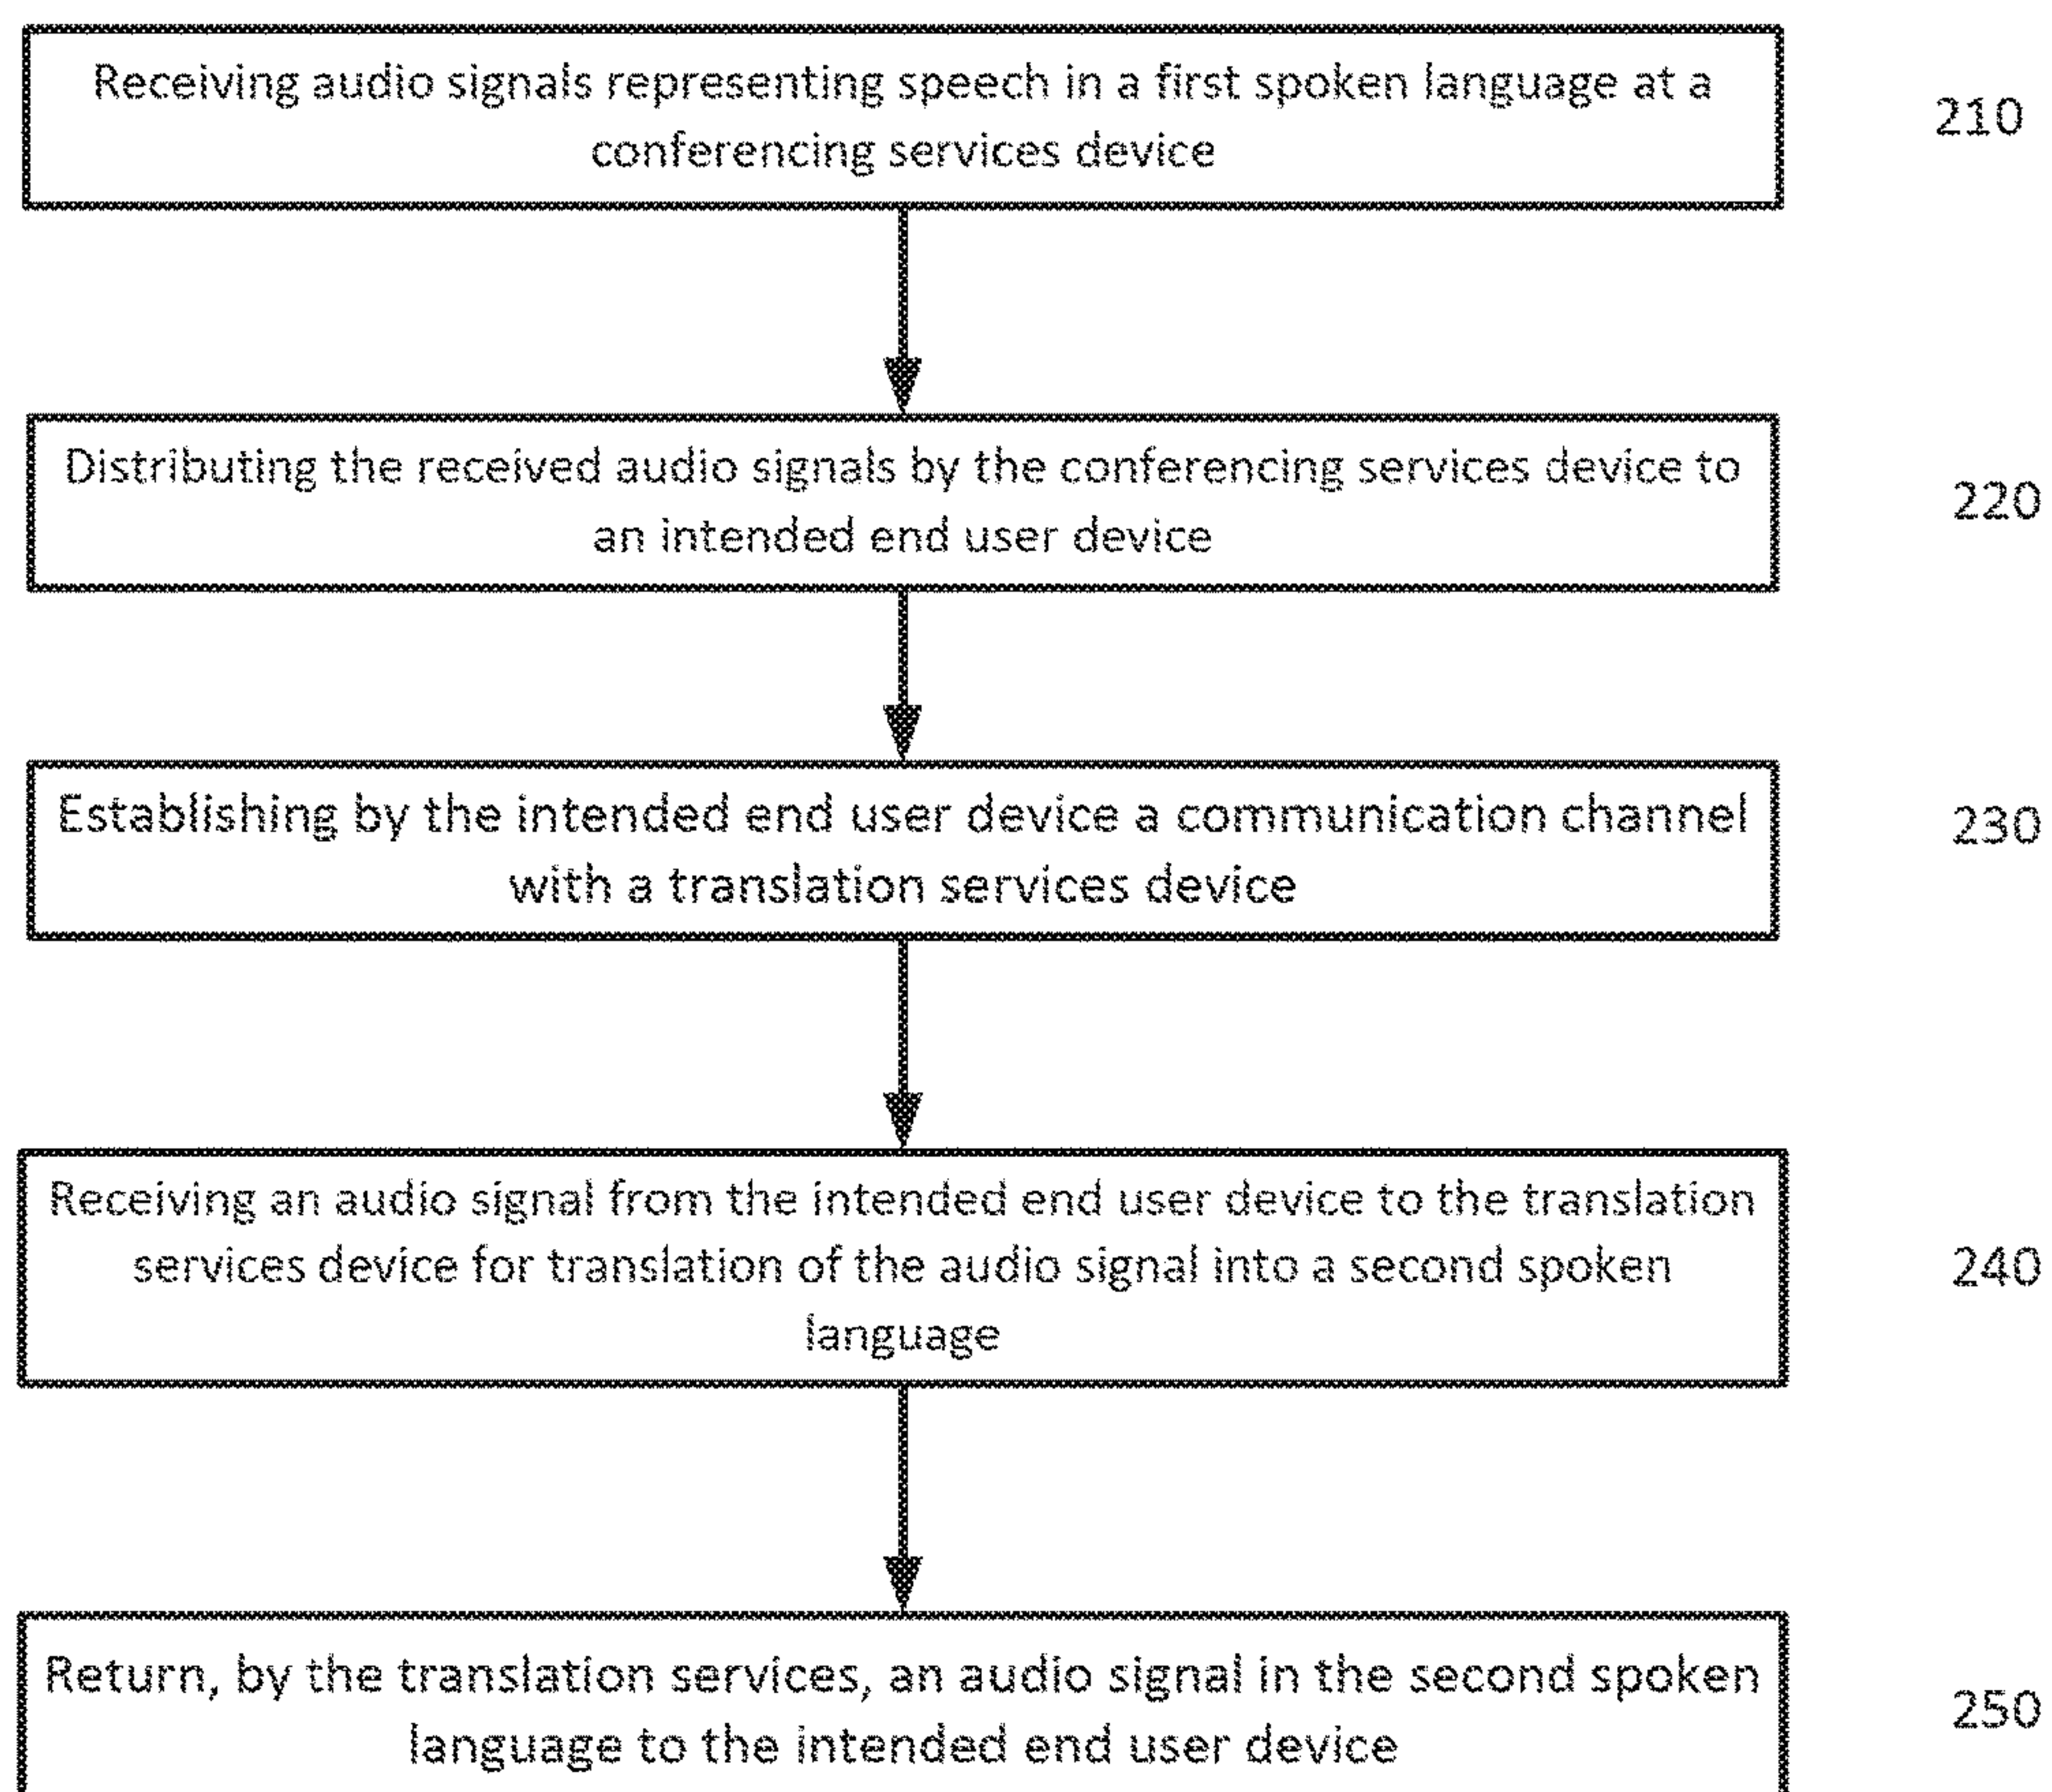 Receiving audio signals representing speech in a first spoken language at a
conferencing services device
210
Distributing the received audio signals by the conferencing services device to
an intended end user device
220
Establishing by the intended end user device a communication channel
with a translation services device
230
Receiving an audio signal from the intended end user device to the translation
services device for translation of the audio signal into a second spoken
language
240
Return, by the translation services, an audio signal in the second spoken
language to the intended end user device
250